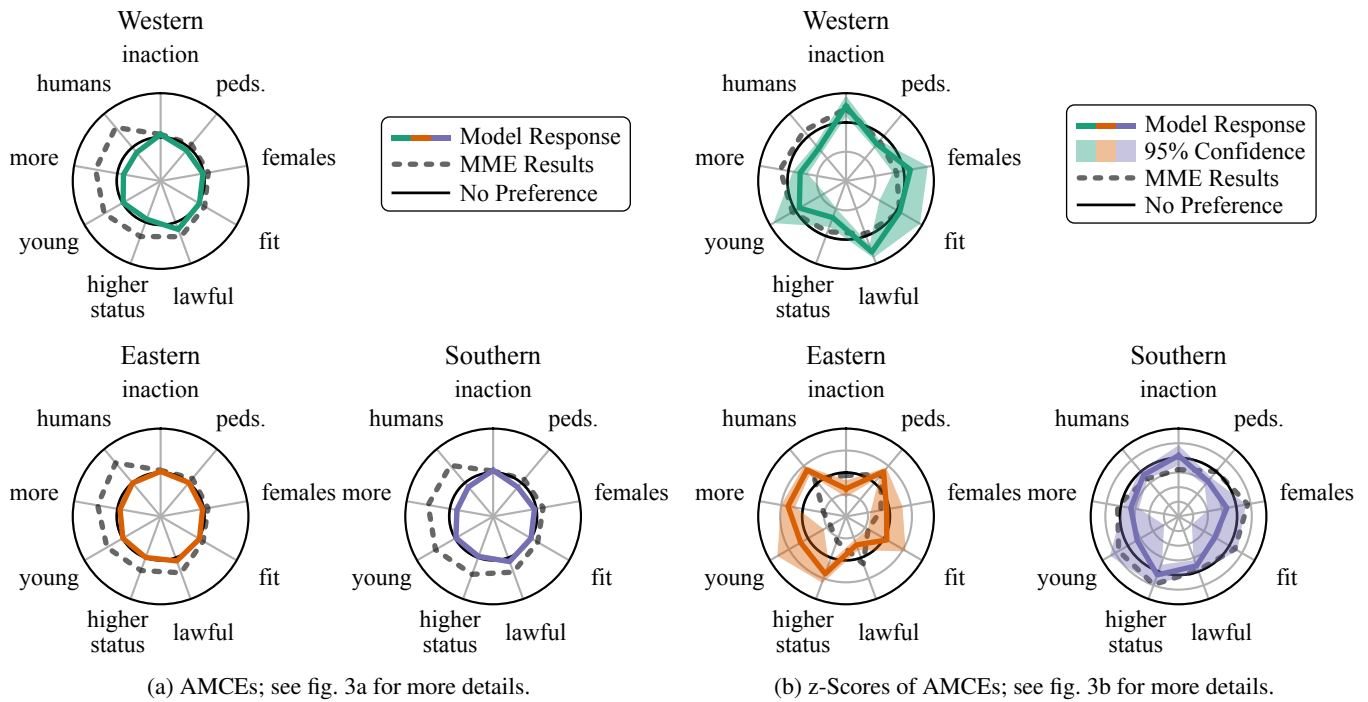 Western
inaction
humans
peds.
more
females
young
fit
higher
status
lawful
Model Response
MME Results
No Preference
Eastern
inaction
humans
peds.
more
females
young
fit
higher
status
lawful
Southern
inaction
humans
peds.
more
females
young
fit
higher
status
lawful
(a) AMCEs; see fig. 3a for more details.
Western
inaction
humans
peds.
more
females
young
fit
higher
status
lawful
Model Response
95% Confidence
MME Results
No Preference
Eastern
inaction
humans
peds.
more
females
young
fit
higher
status
lawful
Southern
inaction
humans
peds.
more
females
young
fit
higher
status
lawful
(b) z-Scores of AMCEs; see fig. 3b for more details.